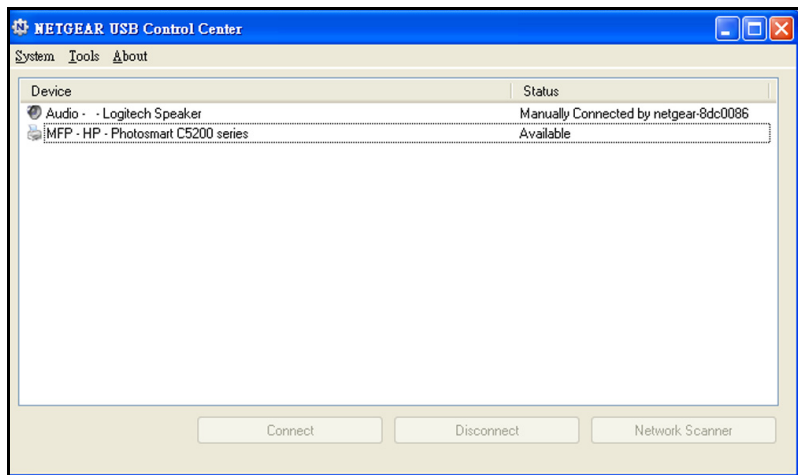 NETGEAR USB Control Center
System Tools About
Device Status
Audio - - Logitech Speaker Manually Connected by netgear-8dc0086
MFP - HP - Photosmart C5200 series Available
Connect Disconnect Network Scanner